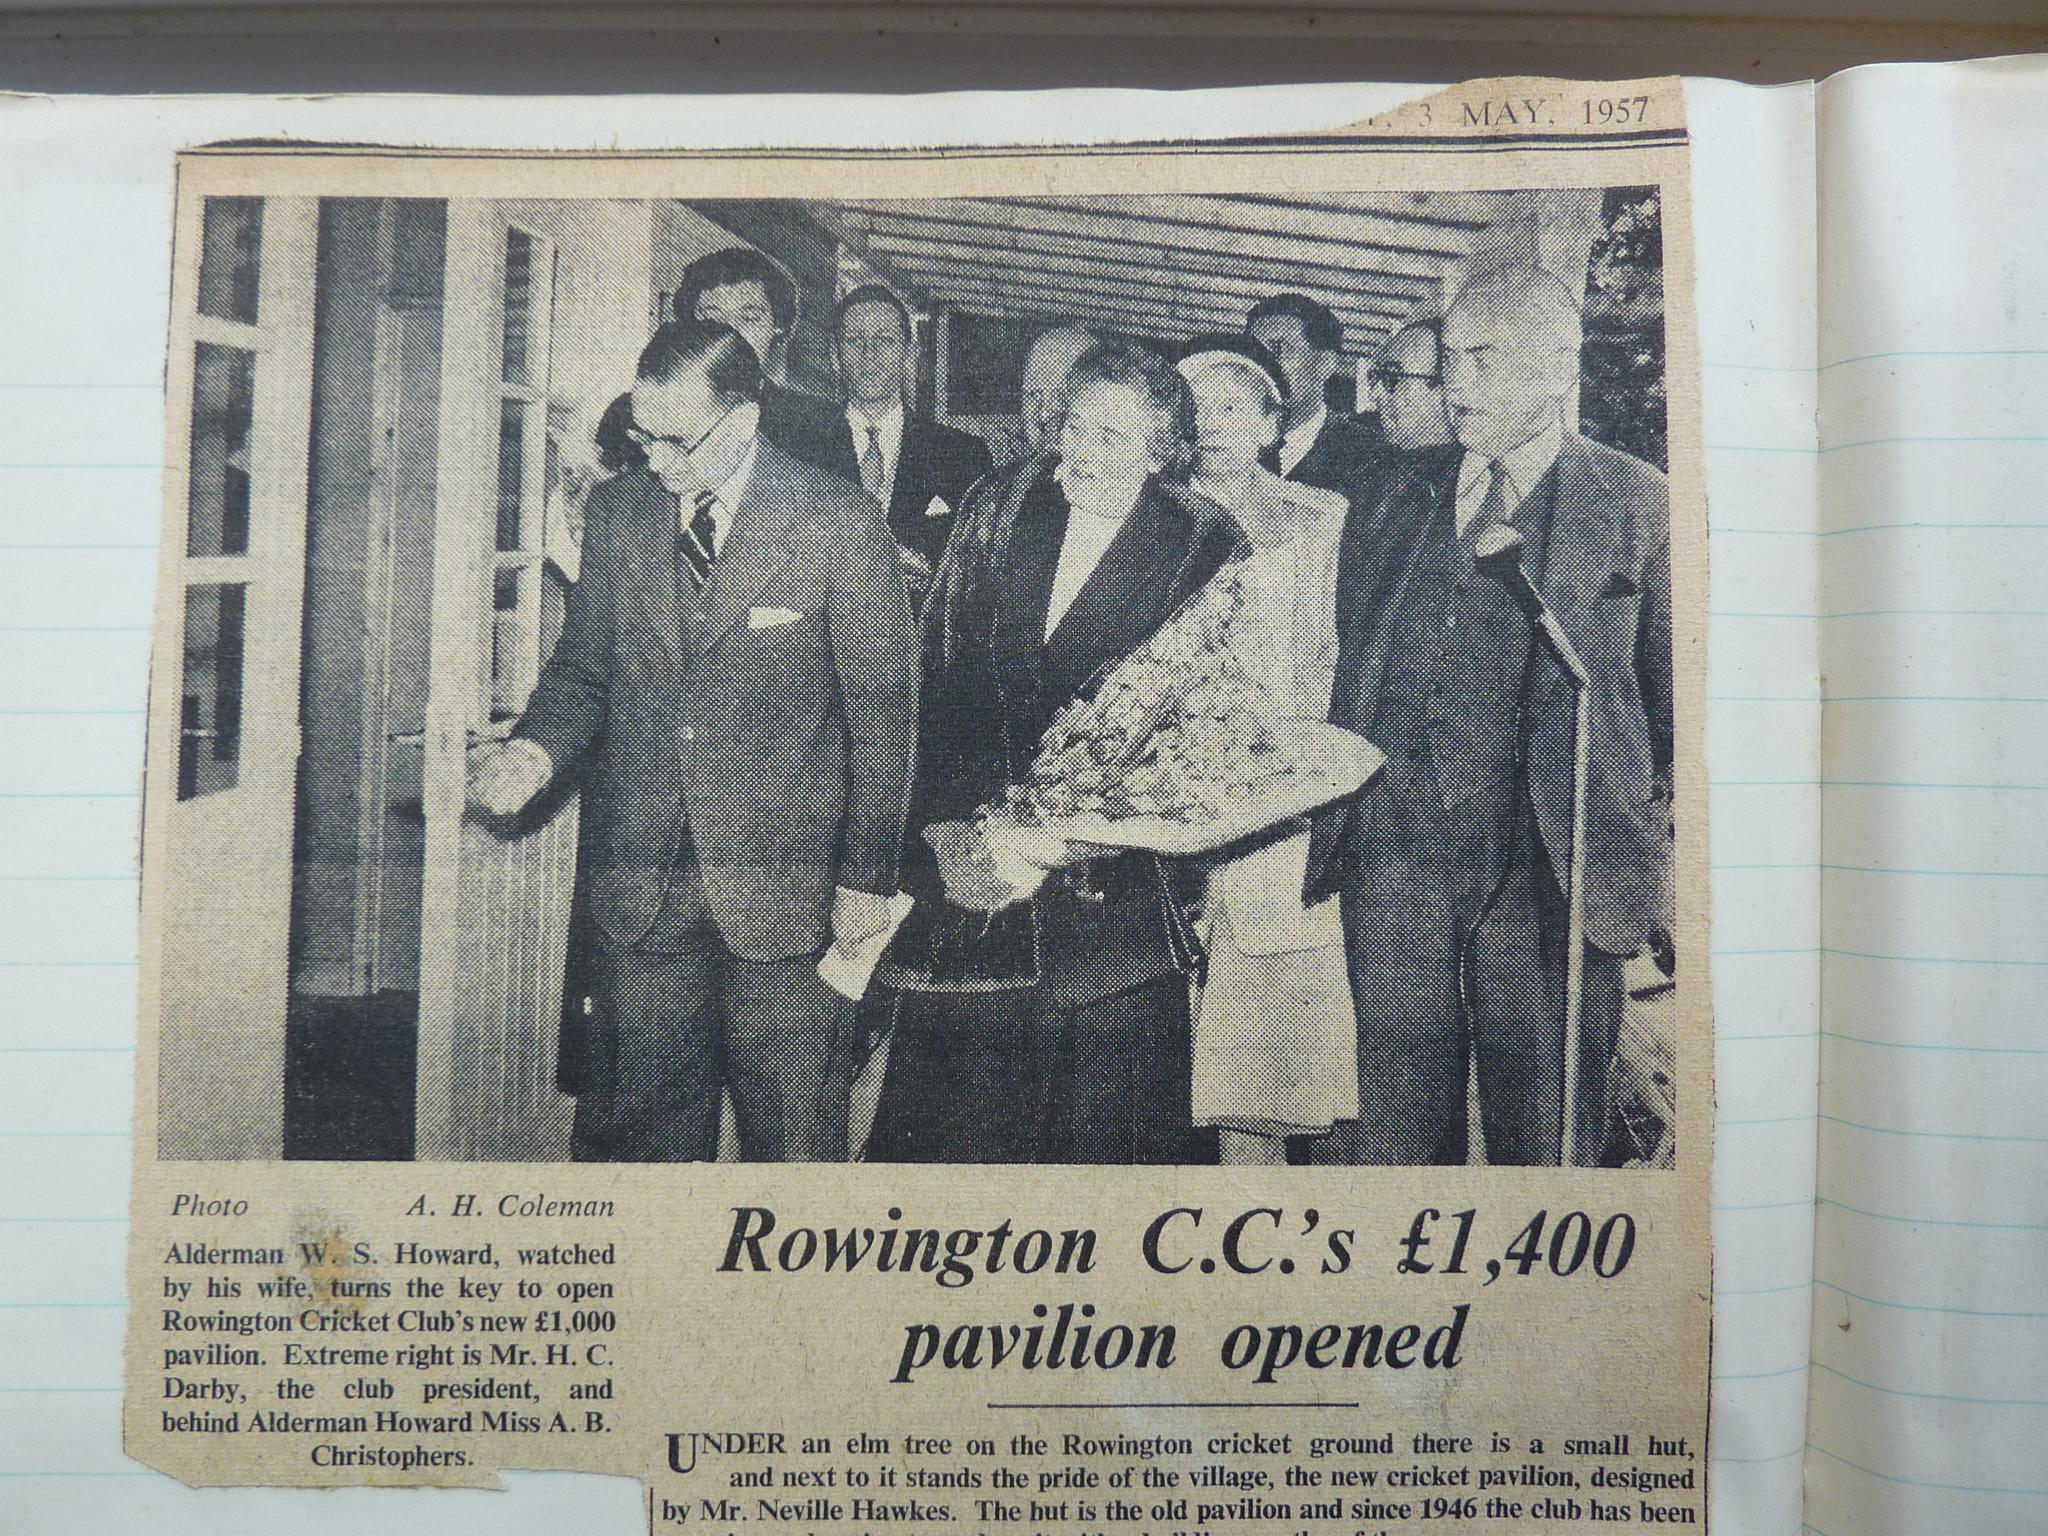 3 MAY, 1957
Photo A. H. Coleman
Alderman W. S. Howard, watched
by his wife, turns the key to open
Rowington Cricket Club's new £1,000
pavilion. Extreme right is Mr. H. C.
Darby, the club president, and
behind Alderman Howard Miss A. B.
Christophers.
Rowington C.C.'s £1,400
pavilion opened
UNDER an elm tree on the Rowington cricket ground there is a small hut,
and next to it stands the pride of the village, the new cricket pavilion, designed
by Mr. Neville Hawkes. The hut is the old pavilion and since 1946 the club has been